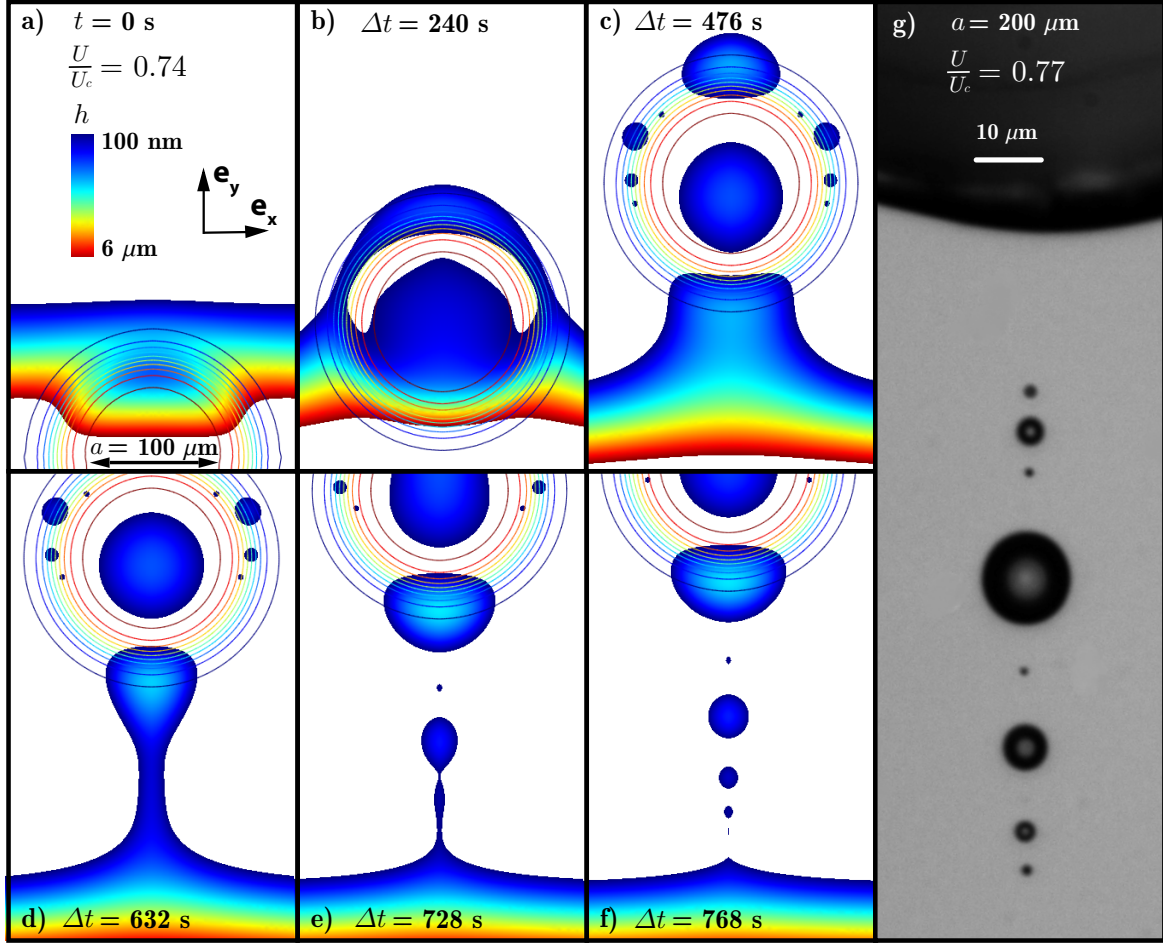 a) t = 0 s
U/U_c = 0.74
h
100 nm
6 μm
e_y
e_x
a = 100 μm
b) Δt = 240 s
c) Δt = 476 s
d) Δt = 632 s
e) Δt = 728 s
f) Δt = 768 s
g) a = 200 μm
U/U_c = 0.77
10 μm